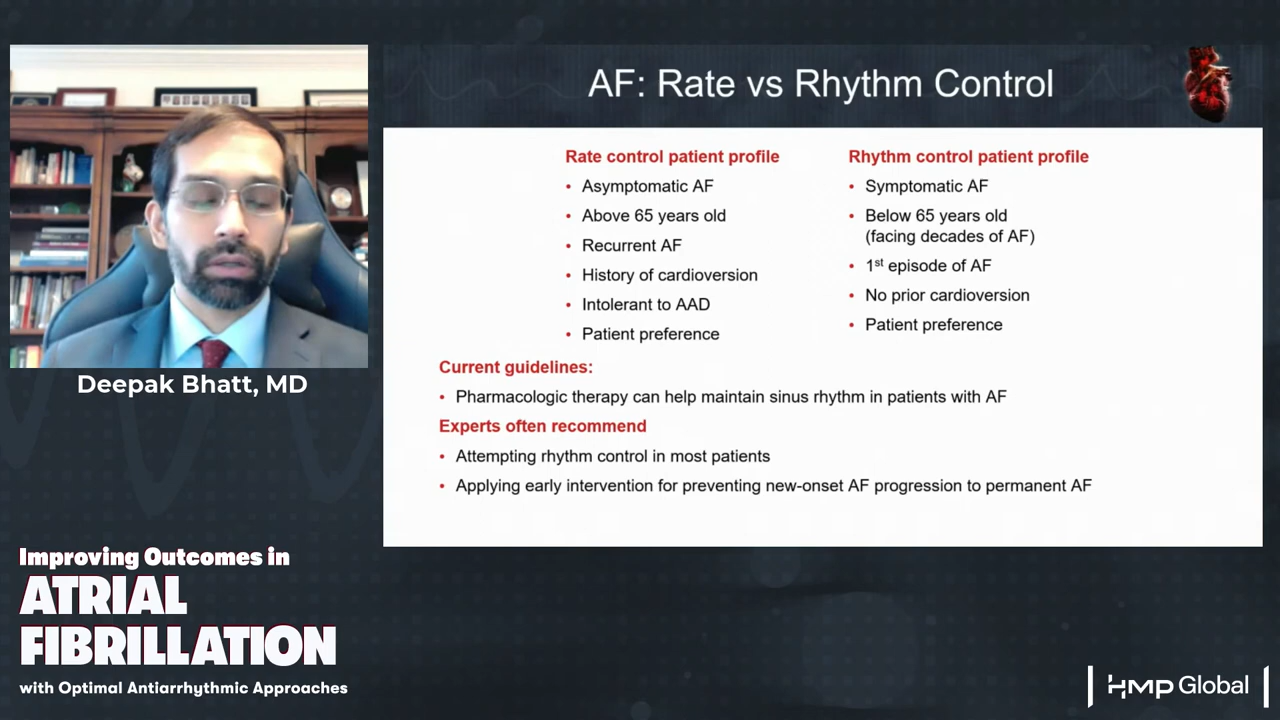 AF: Rate vs Rhythm Control
Rate control patient profile
• Asymptomatic AF
• Above 65 years old
• Recurrent AF
• History of cardioversion
• Intolerant to AAD
• Patient preference
Rhythm control patient profile
• Symptomatic AF
• Below 65 years old
(facing decades of AF)
• 1st episode of AF
• No prior cardioversion
• Patient preference
Current guidelines:
• Pharmacologic therapy can help maintain sinus rhythm in patients with AF
Experts often recommend
• Attempting rhythm control in most patients
• Applying early intervention for preventing new-onset AF progression to permanent AF
Deepak Bhatt, MD
Improving Outcomes in
ATRIAL
FIBRILLATION
with Optimal Antiarrhythmic Approaches
HMP Global